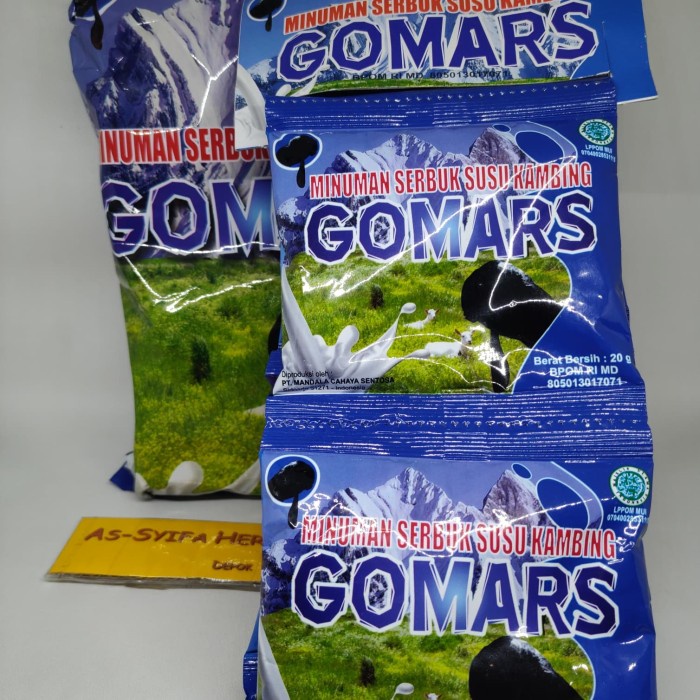 MINUMAN SERBUK SUSU KAMBING
GOMARS
BPOM RI MD 805013017071
MINUMAN SERBUK
GOM
LPPOM MUI
MINUMAN SERBUK SUSU KAMBING
GOMARS
Diproduksi oleh:
PT. MANDALA CAHAYA SENTOSA
Indonesia
Berat Bersih : 20 g
BPOM RI MD
805013017071
AS-SYIFA HER
DEPOK
LPPOM MUI
MINUMAN SERBUK SUSU KAMBING
GOMARS